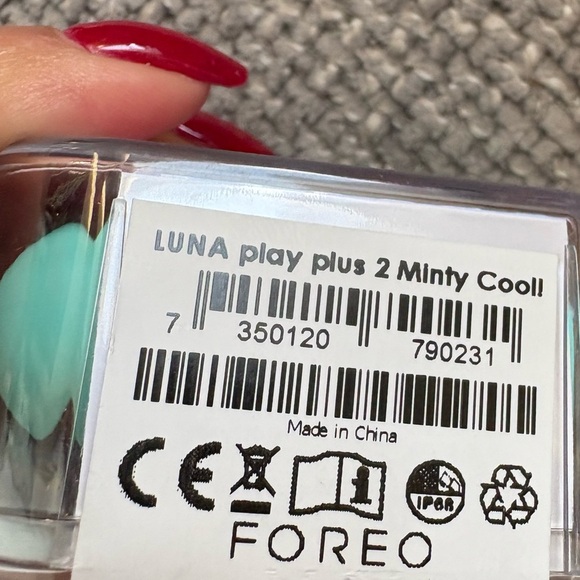 LUNA play plus 2 Minty Cool!
7 350120 790231
Made in China
CE i IP68
FOREO